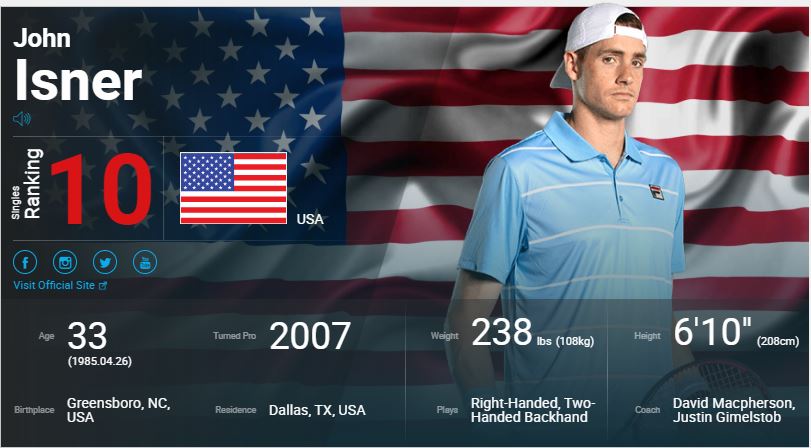 John
Isner
Singles
Ranking
10
USA
Visit Official Site
Age
33
(1985.04.26)
Turned Pro
2007
Weight
238 lbs (108kg)
Height
6'10" (208cm)
Birthplace
Greensboro, NC,
USA
Residence
Dallas, TX, USA
Plays
Right-Handed, Two-
Handed Backhand
Coach
David Macpherson,
Justin Gimelstob